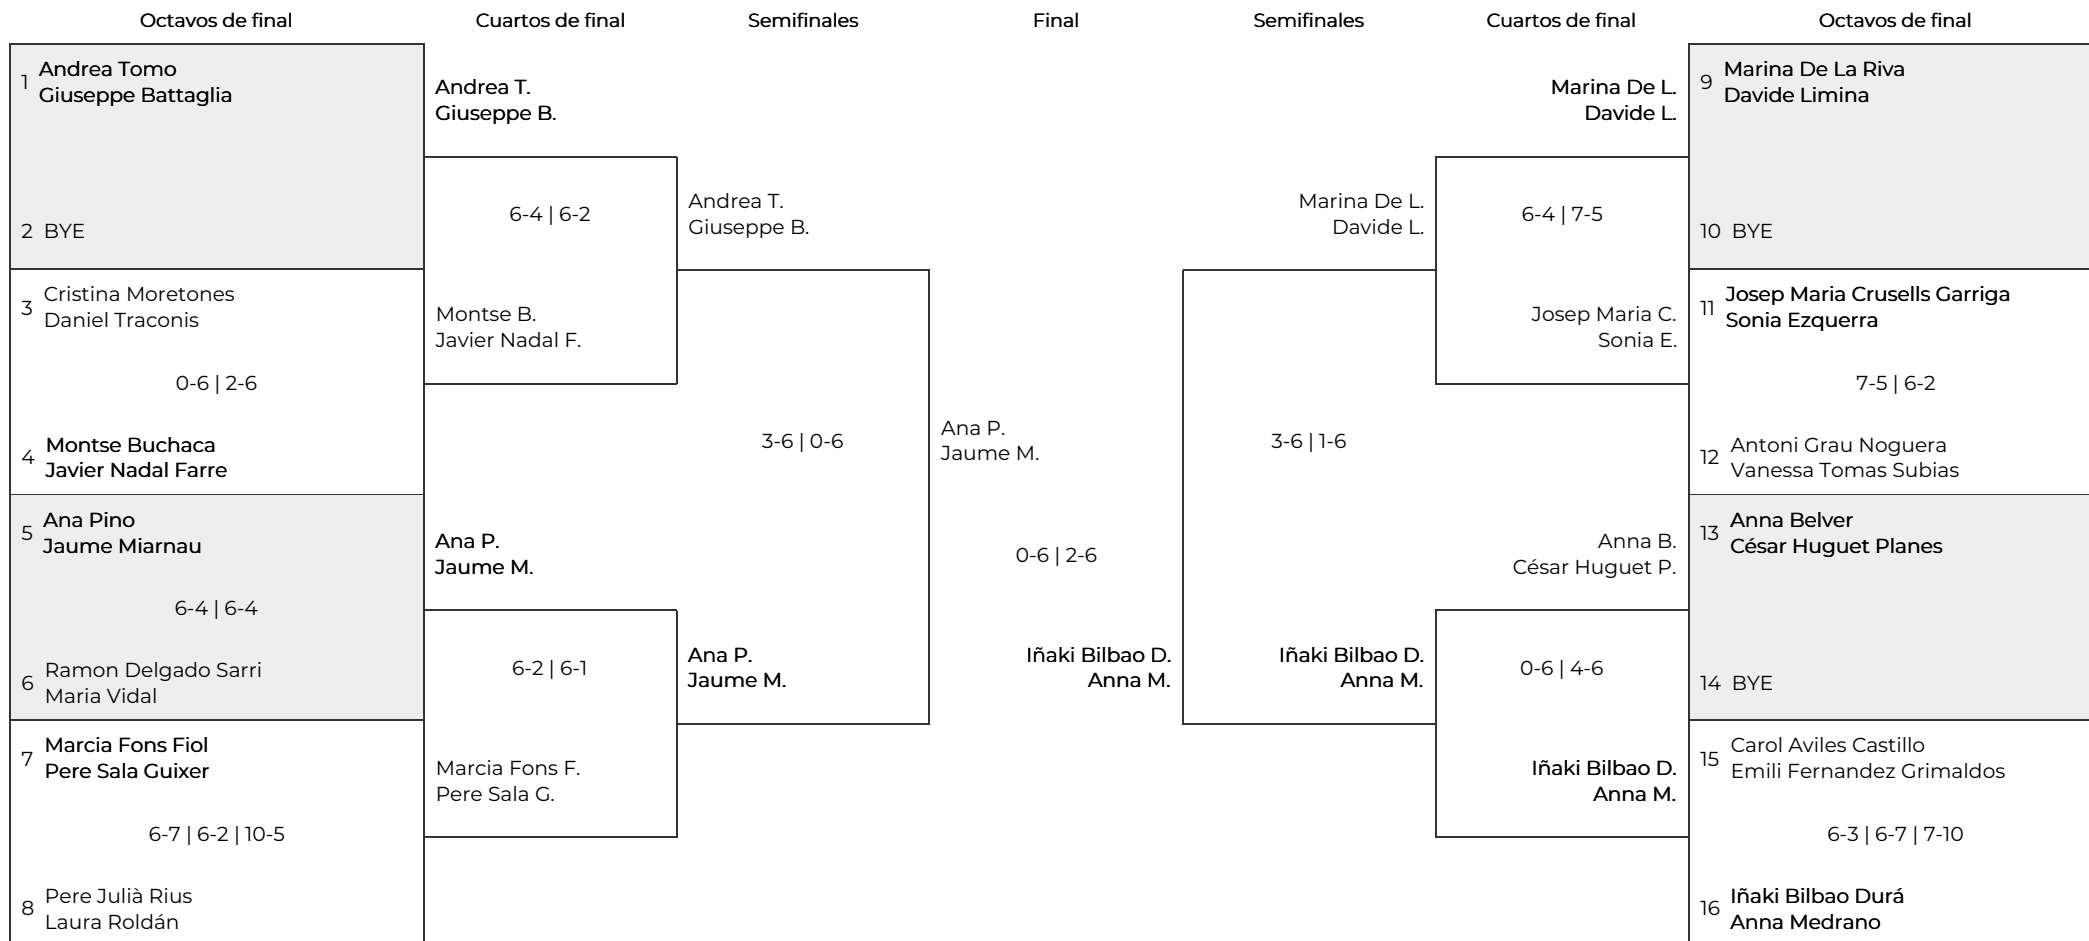 Octavos de final
Cuartos de final
Semifinales
Final
Semifinales
Cuartos de final
Octavos de final
1
Andrea Tomo
Giuseppe Battaglia
2 BYE
3
Cristina Moretones
Daniel Traconis
0-6 | 2-6
4
Montse Buchaca
Javier Nadal Farre
5
Ana Pino
Jaume Miarnau
6-4 | 6-4
6
Ramon Delgado Sarri
Maria Vidal
7
Marcia Fons Fiol
Pere Sala Guixer
6-7 | 6-2 | 10-5
8
Pere Julià Rius
Laura Roldán
Andrea T.
Giuseppe B.
6-4 | 6-2
Montse B.
Javier Nadal F.
Ana P.
Jaume M.
6-2 | 6-1
Marcia Fons F.
Pere Sala G.
Andrea T.
Giuseppe B.
3-6 | 0-6
Ana P.
Jaume M.
Ana P.
Jaume M.
0-6 | 2-6
Iñaki Bilbao D.
Anna M.
Marina De L.
Davide L.
3-6 | 1-6
Iñaki Bilbao D.
Anna M.
Marina De L.
Davide L.
6-4 | 7-5
Josep Maria C.
Sonia E.
Anna B.
César Huguet P.
0-6 | 4-6
Iñaki Bilbao D.
Anna M.
9
Marina De La Riva
Davide Limina
10 BYE
11
Josep Maria Crusells Garriga
Sonia Ezquerra
7-5 | 6-2
12
Antoni Grau Noguera
Vanessa Tomas Subias
13
Anna Belver
César Huguet Planes
14 BYE
15
Carol Aviles Castillo
Emili Fernandez Grimaldos
6-3 | 6-7 | 7-10
16
Iñaki Bilbao Durá
Anna Medrano